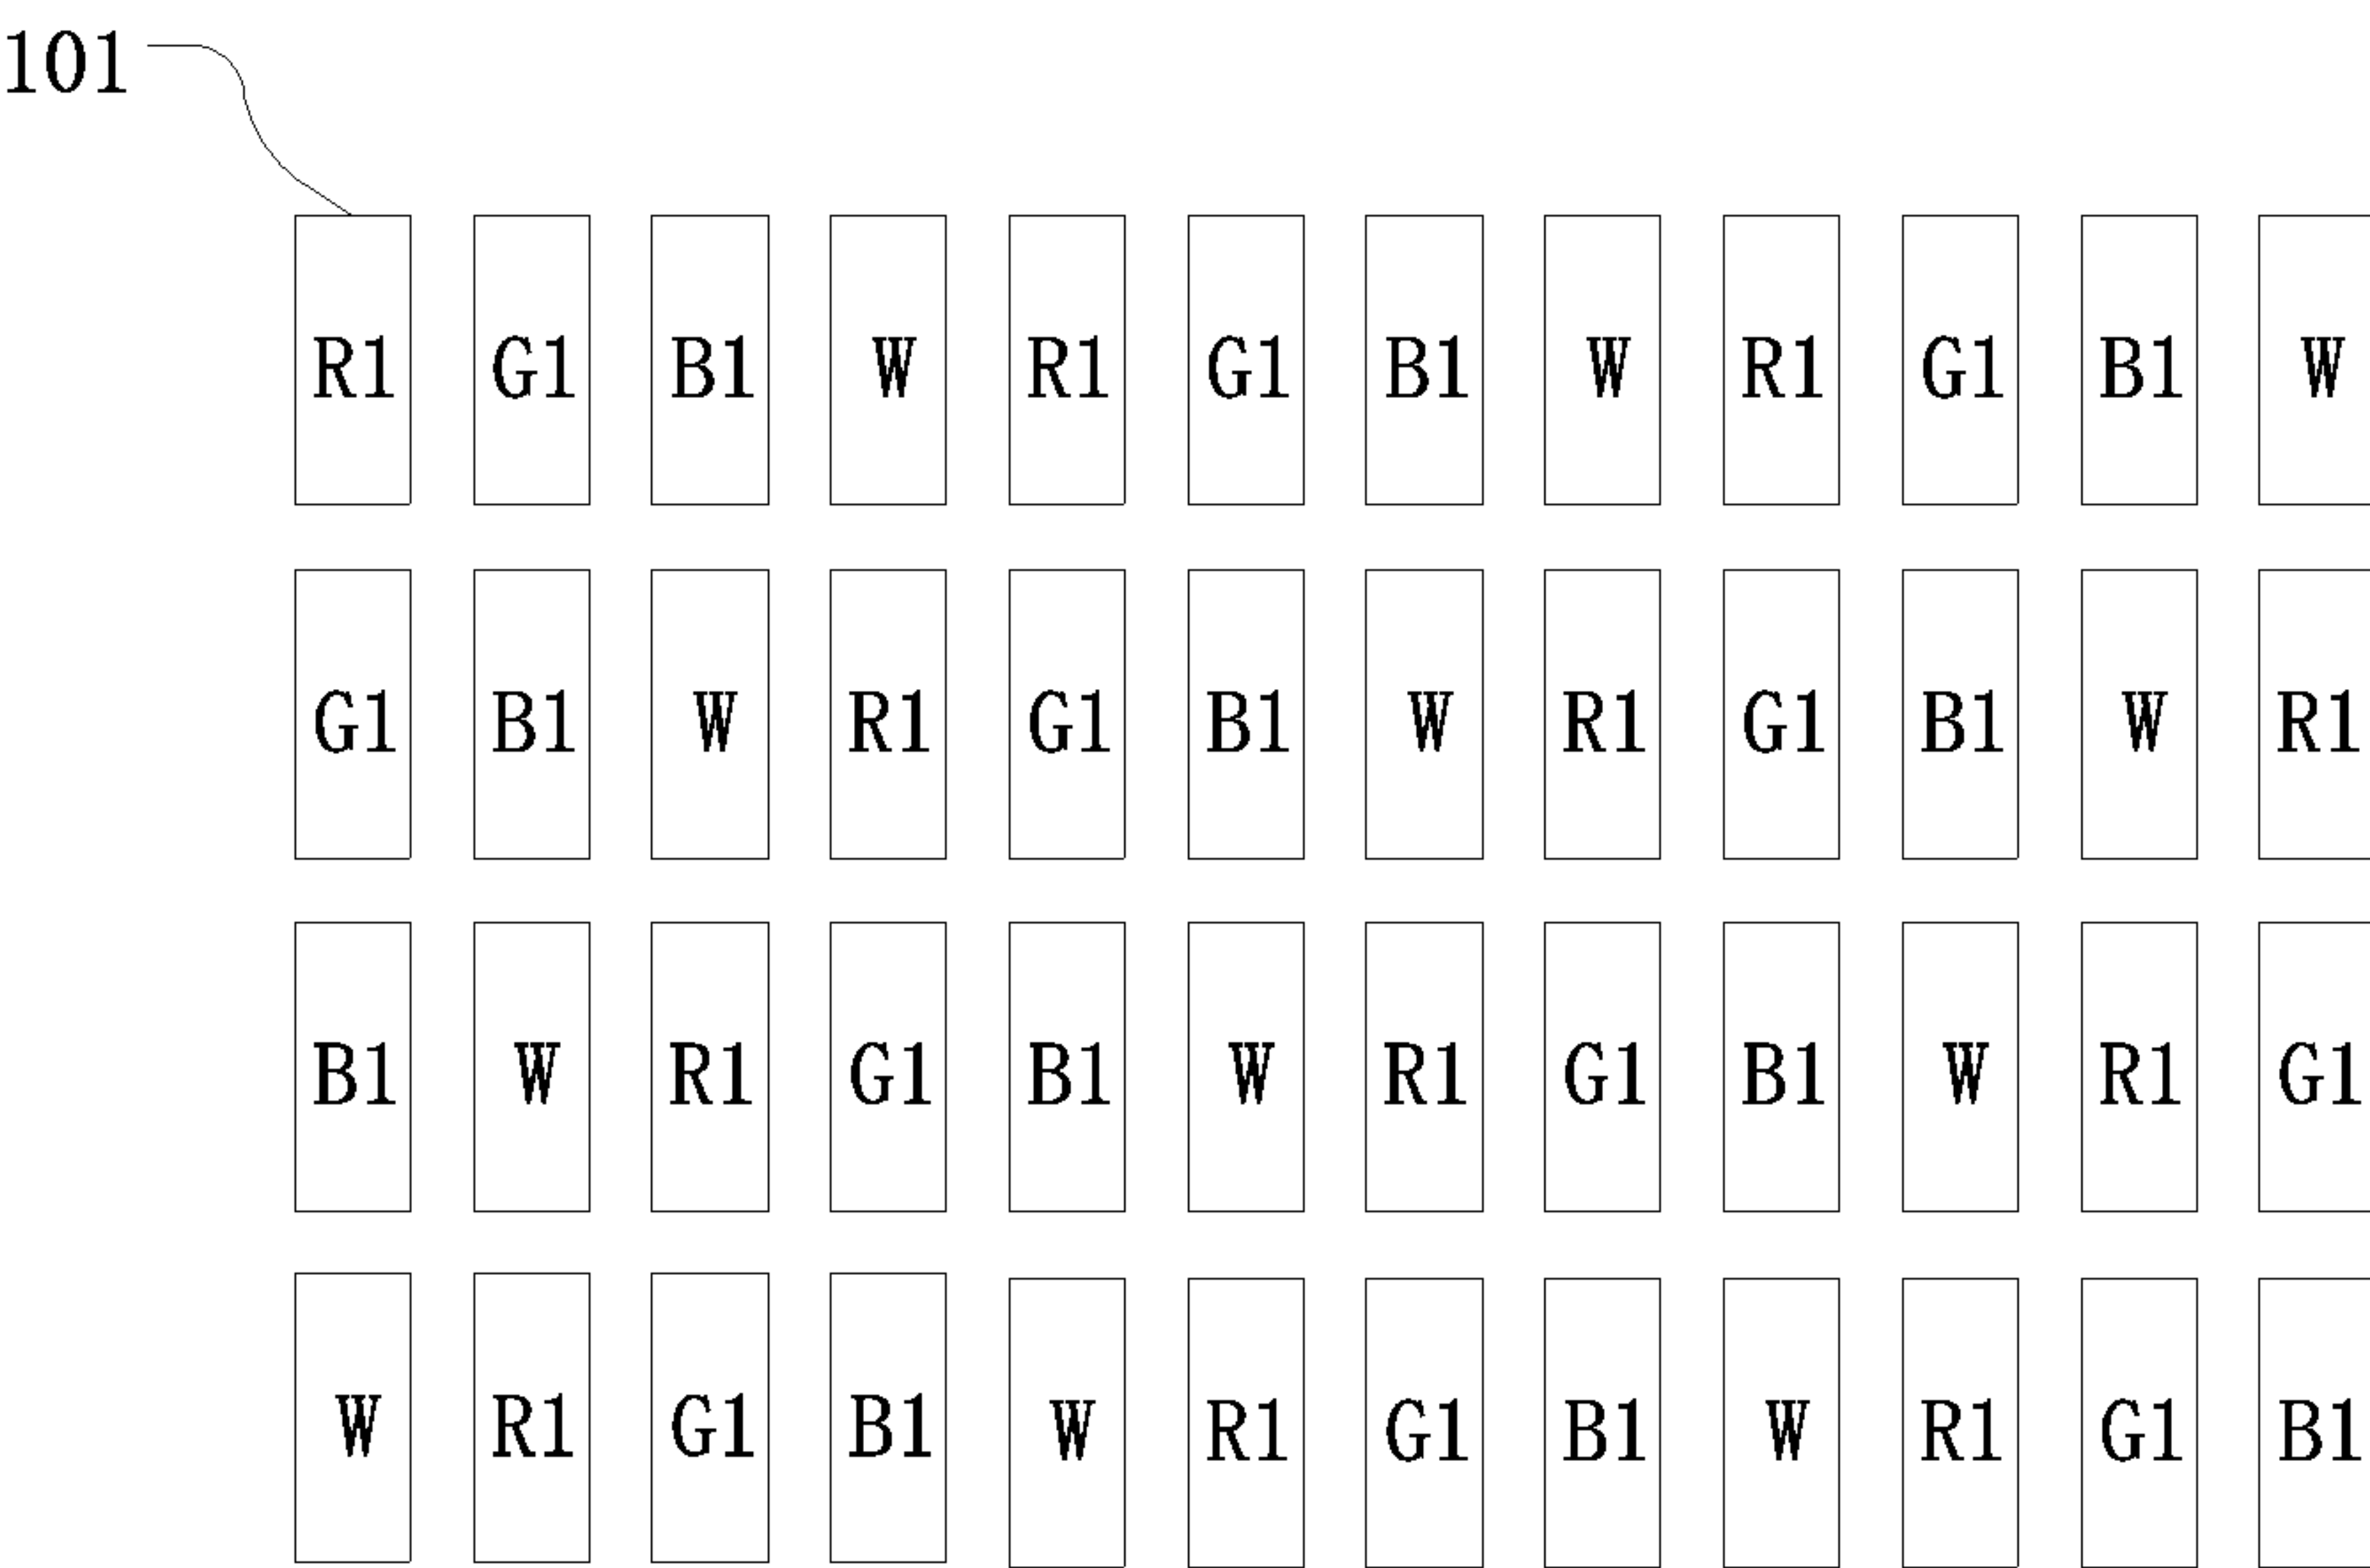 101
R1 G1 B1 W R1 G1 B1 W R1 G1 B1 W
G1 B1 W R1 G1 B1 W R1 G1 B1 W R1
B1 W R1 G1 B1 W R1 G1 B1 W R1 G1
W R1 G1 B1 W R1 G1 B1 W R1 G1 B1